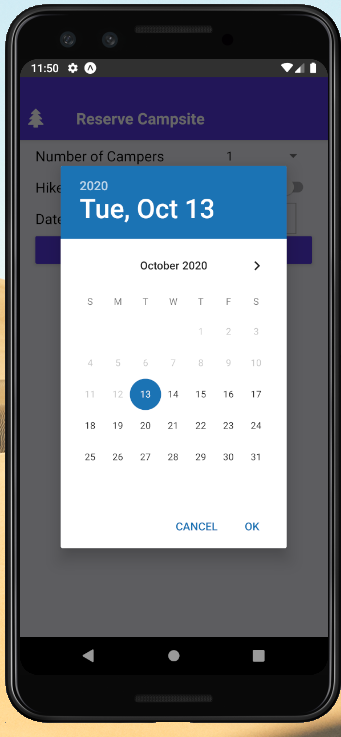 11:50
Reserve Campsite
Number of Campers 1
Hike
Date
2020
Tue, Oct 13
October 2020
S M T W T F S
1 2 3
4 5 6 7 8 9 10
11 12 13 14 15 16 17
18 19 20 21 22 23 24
25 26 27 28 29 30 31
CANCEL OK